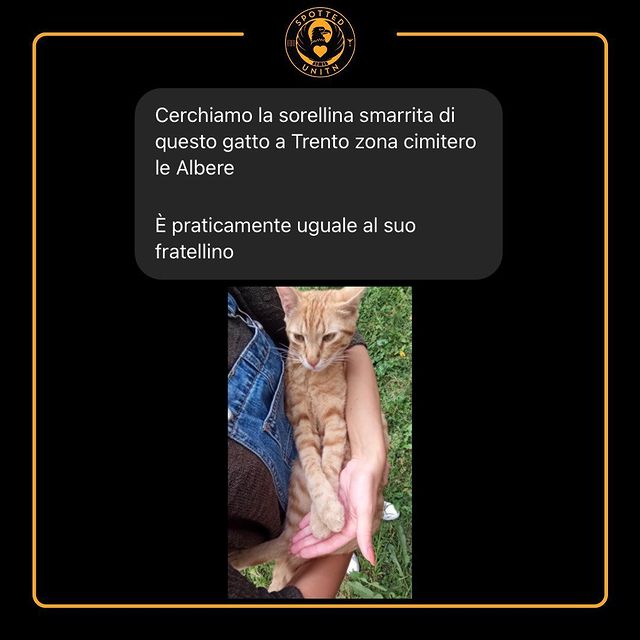 SPOTTED
UNITN
Cerchiamo la sorellina smarrita di
questo gatto a Trento zona cimitero
le Albere
È praticamente uguale al suo
fratellino